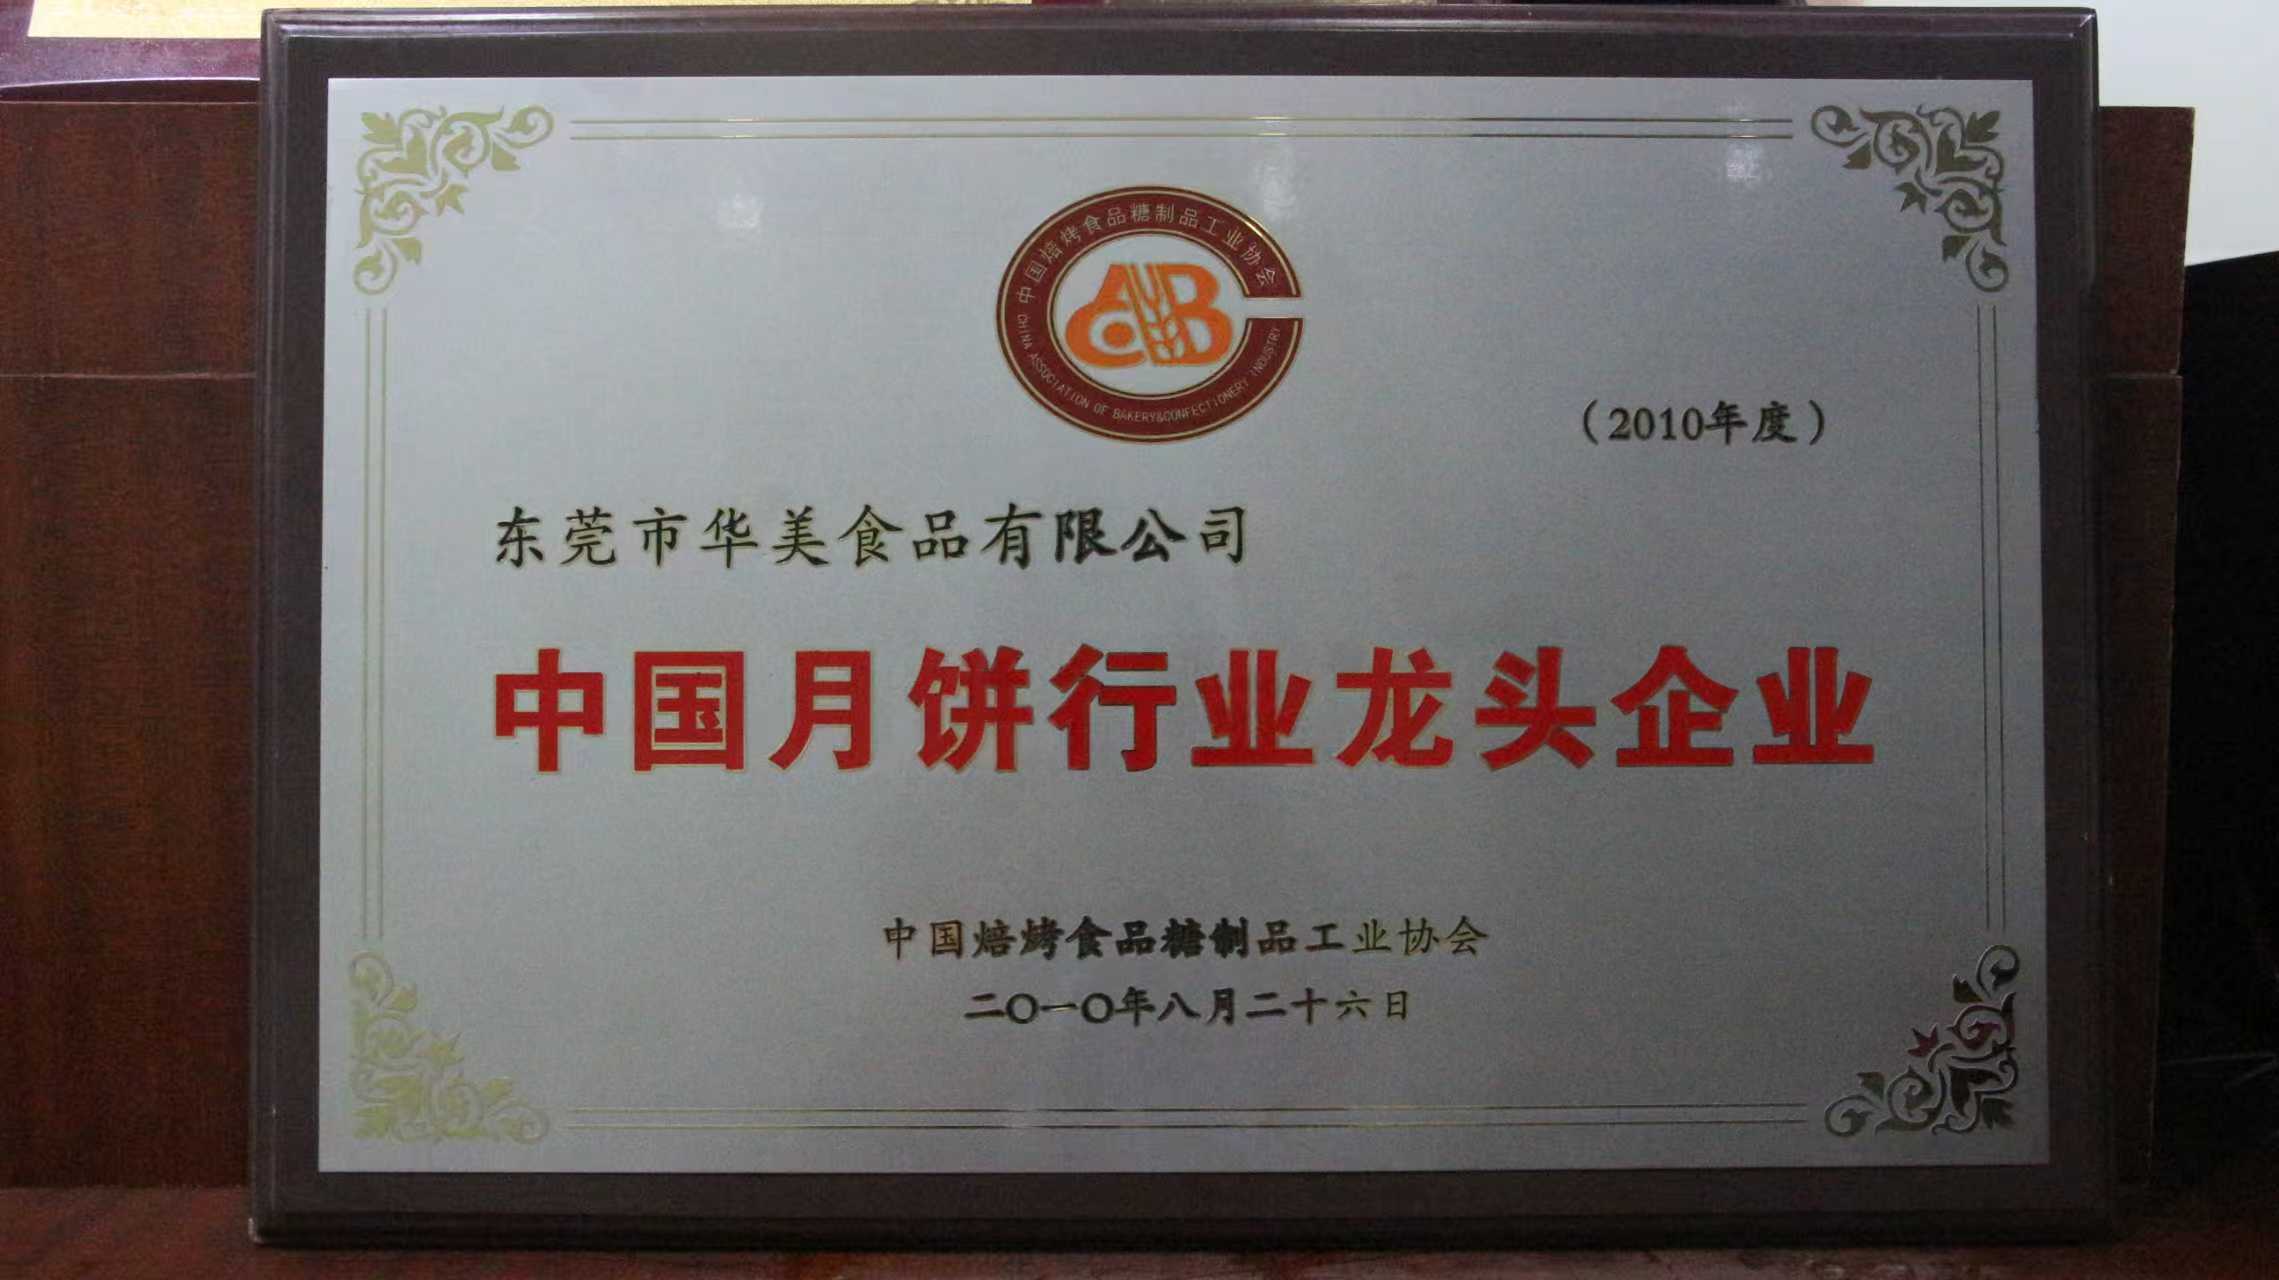 中国焙烤食品糖制品工业协会
CHINA ASSOCIATION OF BAKERY&CONFECTIONERY INDUSTRY
（2010年度）
东莞市华美食品有限公司
中国月饼行业龙头企业
中国焙烤食品糖制品工业协会
二〇一〇年八月二十六日